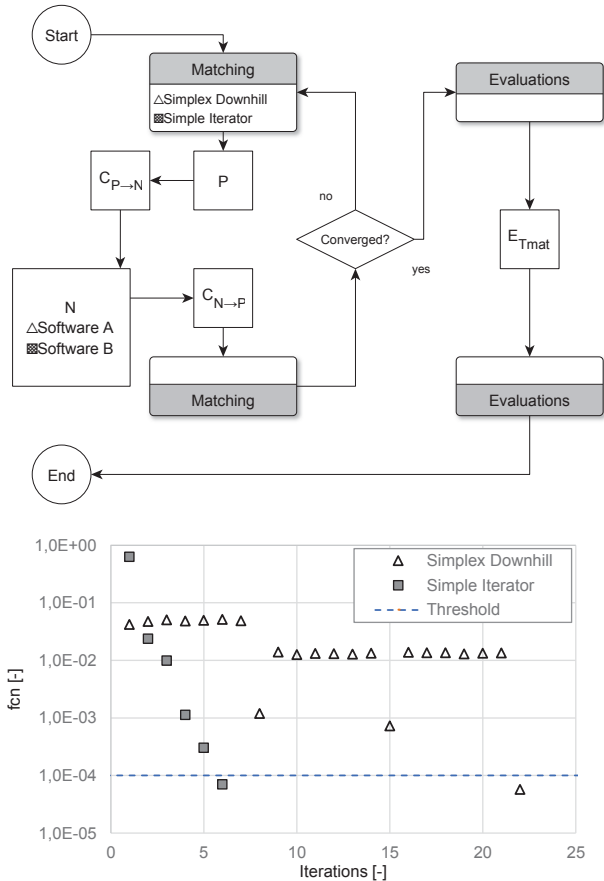 Start
Matching
△Simplex Downhill
▩Simple Iterator
C P→N
P
N
△Software A
▩Software B
C N→P
Matching
no
Converged?
yes
Evaluations
E Tmat
Evaluations
End
1,0E+00
1,0E-01
1,0E-02
1,0E-03
1,0E-04
1,0E-05
fcn [-]
Simplex Downhill
Simple Iterator
Threshold
0 5 10 15 20 25
Iterations [-]